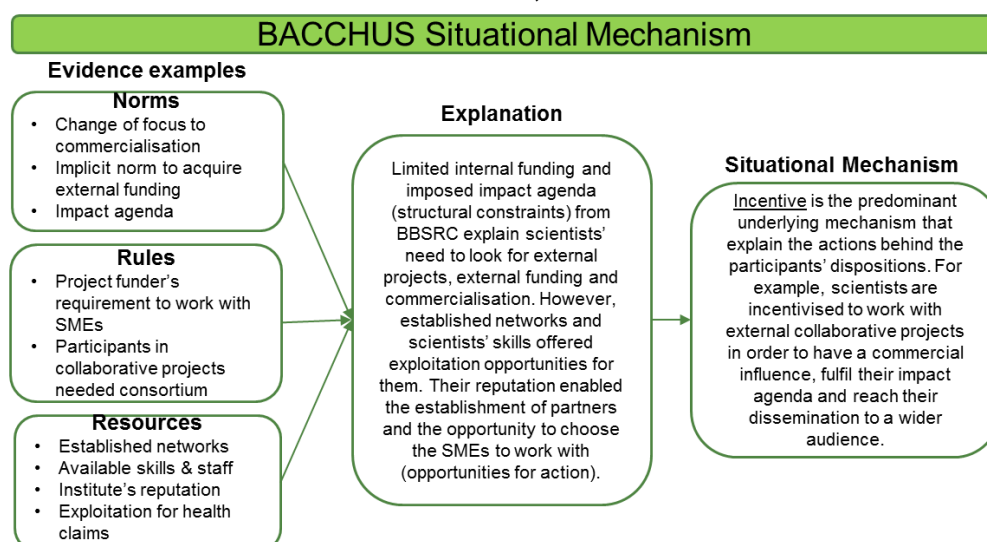 BACCHUS Situational Mechanism
Evidence examples
Norms
• Change of focus to
commercialisation
• Implicit norm to acquire
external funding
• Impact agenda
Rules
• Project funder's
requirement to work with
SMEs
• Participants in
collaborative projects
needed consortium
Resources
• Established networks
• Available skills & staff
• Institute's reputation
• Exploitation for health
claims
Explanation
Limited internal funding and
imposed impact agenda
(structural constraints) from
BBSRC explain scientists'
need to look for external
projects, external funding and
commercialisation. However,
established networks and
scientists' skills offered
exploitation opportunities for
them. Their reputation enabled
the establishment of partners
and the opportunity to choose
the SMEs to work with
(opportunities for action).
Situational Mechanism
Incentive is the predominant
underlying mechanism that
explain the actions behind the
participants' dispositions. For
example, scientists are
incentivised to work with
external collaborative projects
in order to have a commercial
influence, fulfil their impact
agenda and reach their
dissemination to a wider
audience.